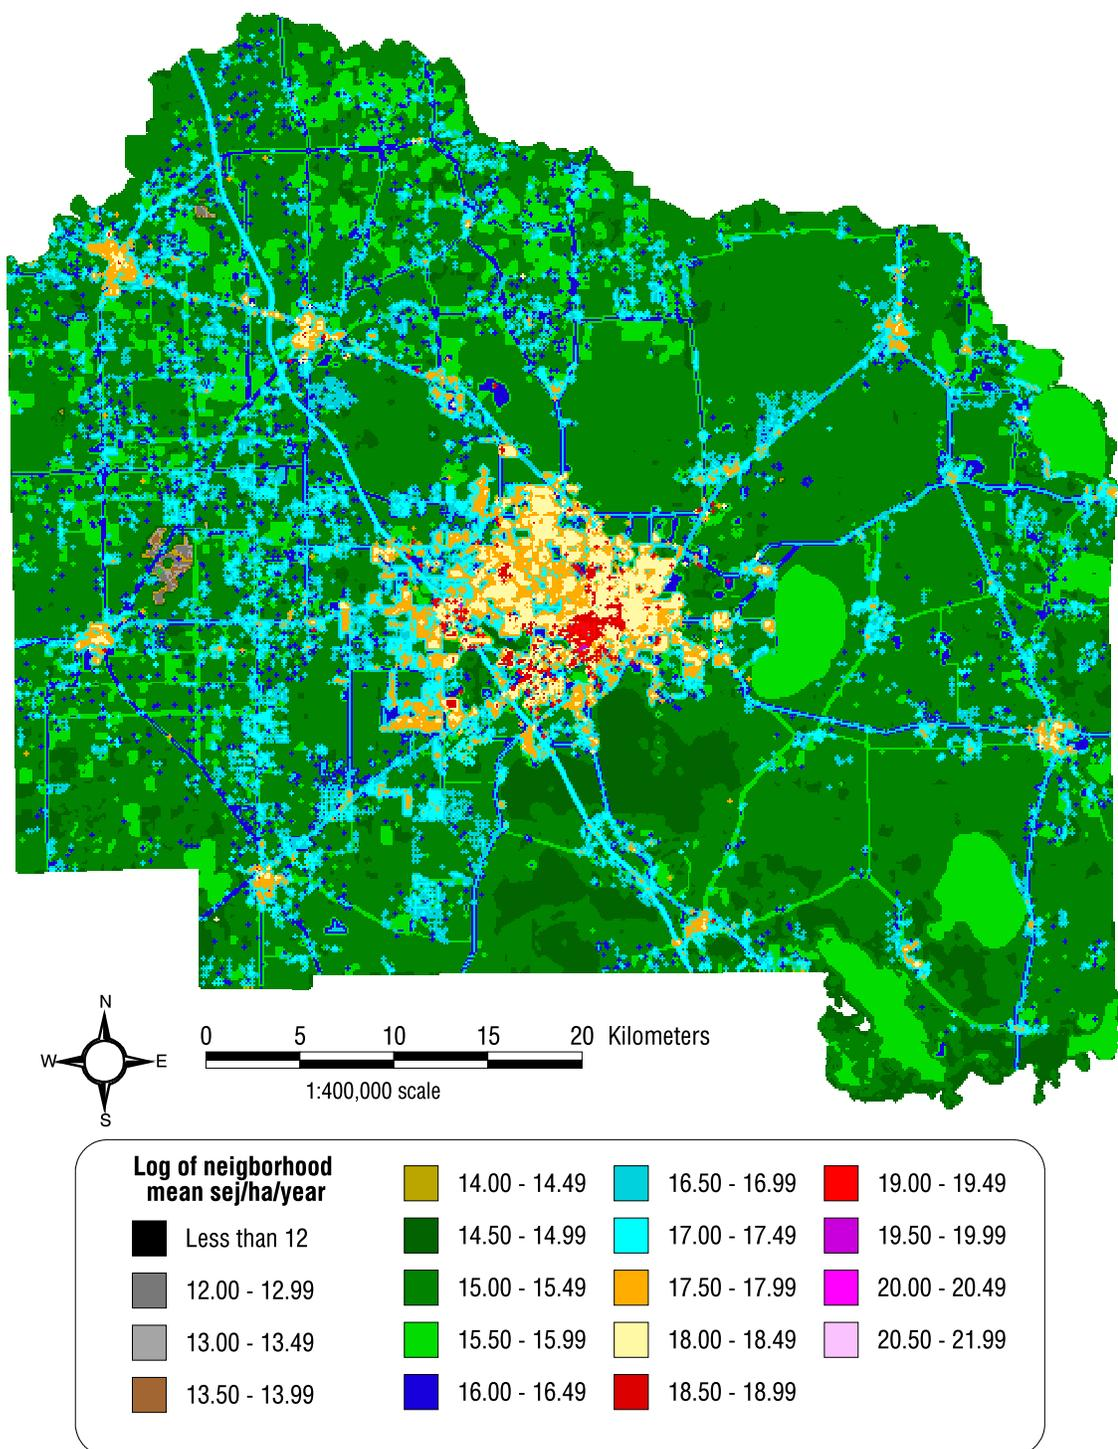 N
W E
S
0 5 10 15 20 Kilometers
1:400,000 scale
Log of neigborhood
mean sej/ha/year
Less than 12
12.00 - 12.99
13.00 - 13.49
13.50 - 13.99
14.00 - 14.49
14.50 - 14.99
15.00 - 15.49
15.50 - 15.99
16.00 - 16.49
16.50 - 16.99
17.00 - 17.49
17.50 - 17.99
18.00 - 18.49
18.50 - 18.99
19.00 - 19.49
19.50 - 19.99
20.00 - 20.49
20.50 - 21.99